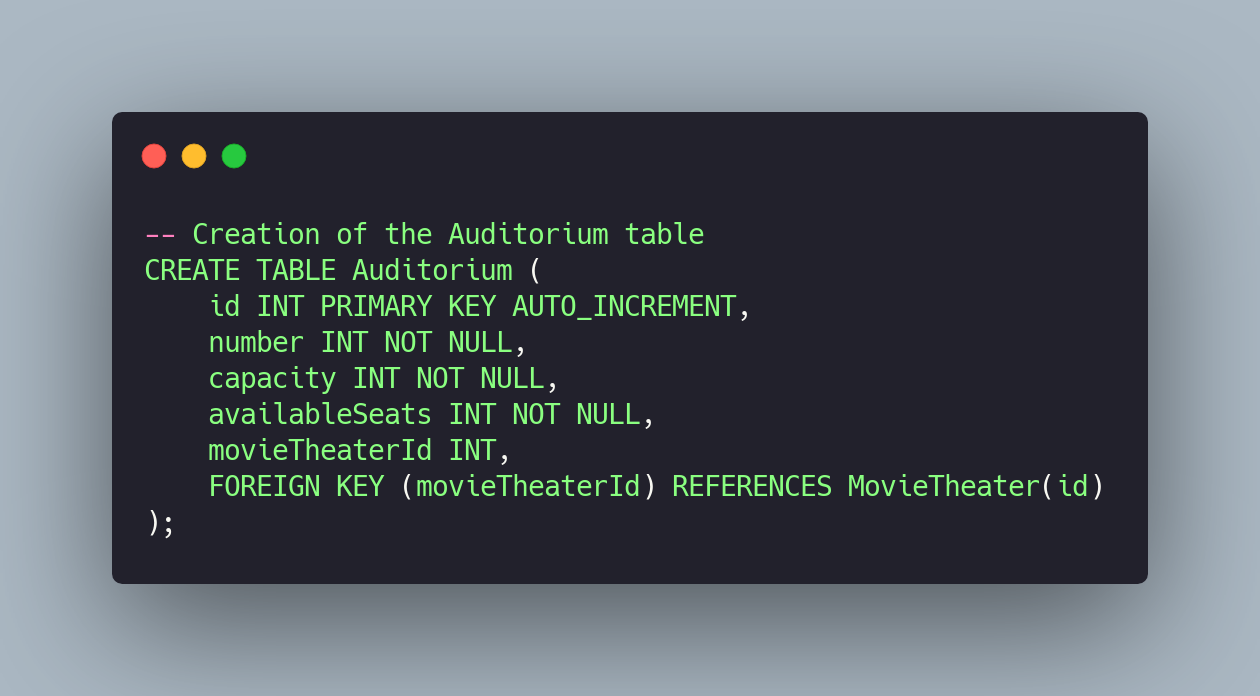 -- Creation of the Auditorium table
CREATE TABLE Auditorium (
    id INT PRIMARY KEY AUTO_INCREMENT,
    number INT NOT NULL,
    capacity INT NOT NULL,
    availableSeats INT NOT NULL,
    movieTheaterId INT,
    FOREIGN KEY (movieTheaterId) REFERENCES MovieTheater(id)
);